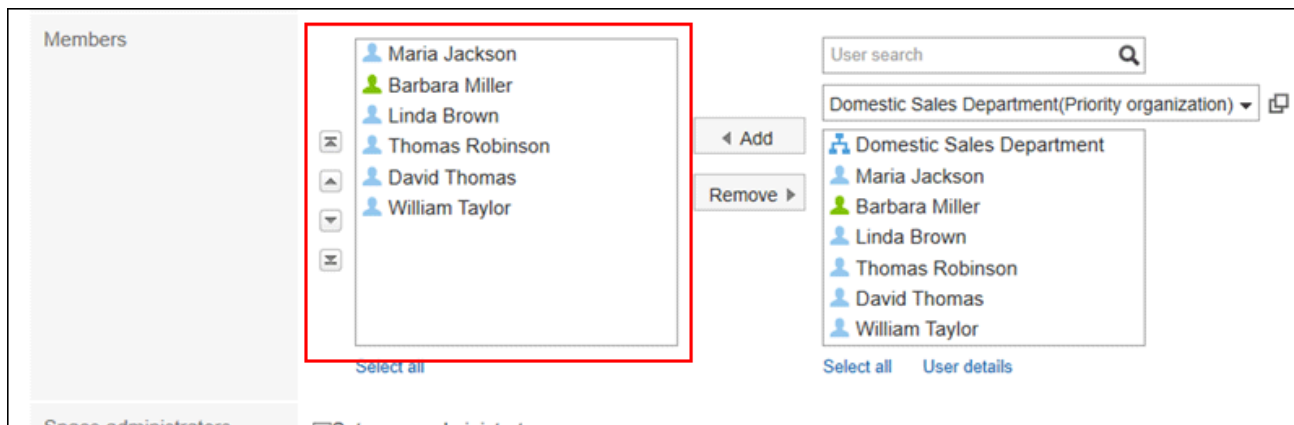 Members
Maria Jackson
Barbara Miller
Linda Brown
Thomas Robinson
David Thomas
William Taylor
Select all
Add
Remove
User search
Domestic Sales Department(Priority organization)
Domestic Sales Department
Maria Jackson
Barbara Miller
Linda Brown
Thomas Robinson
David Thomas
William Taylor
Select all User details
Space administrators